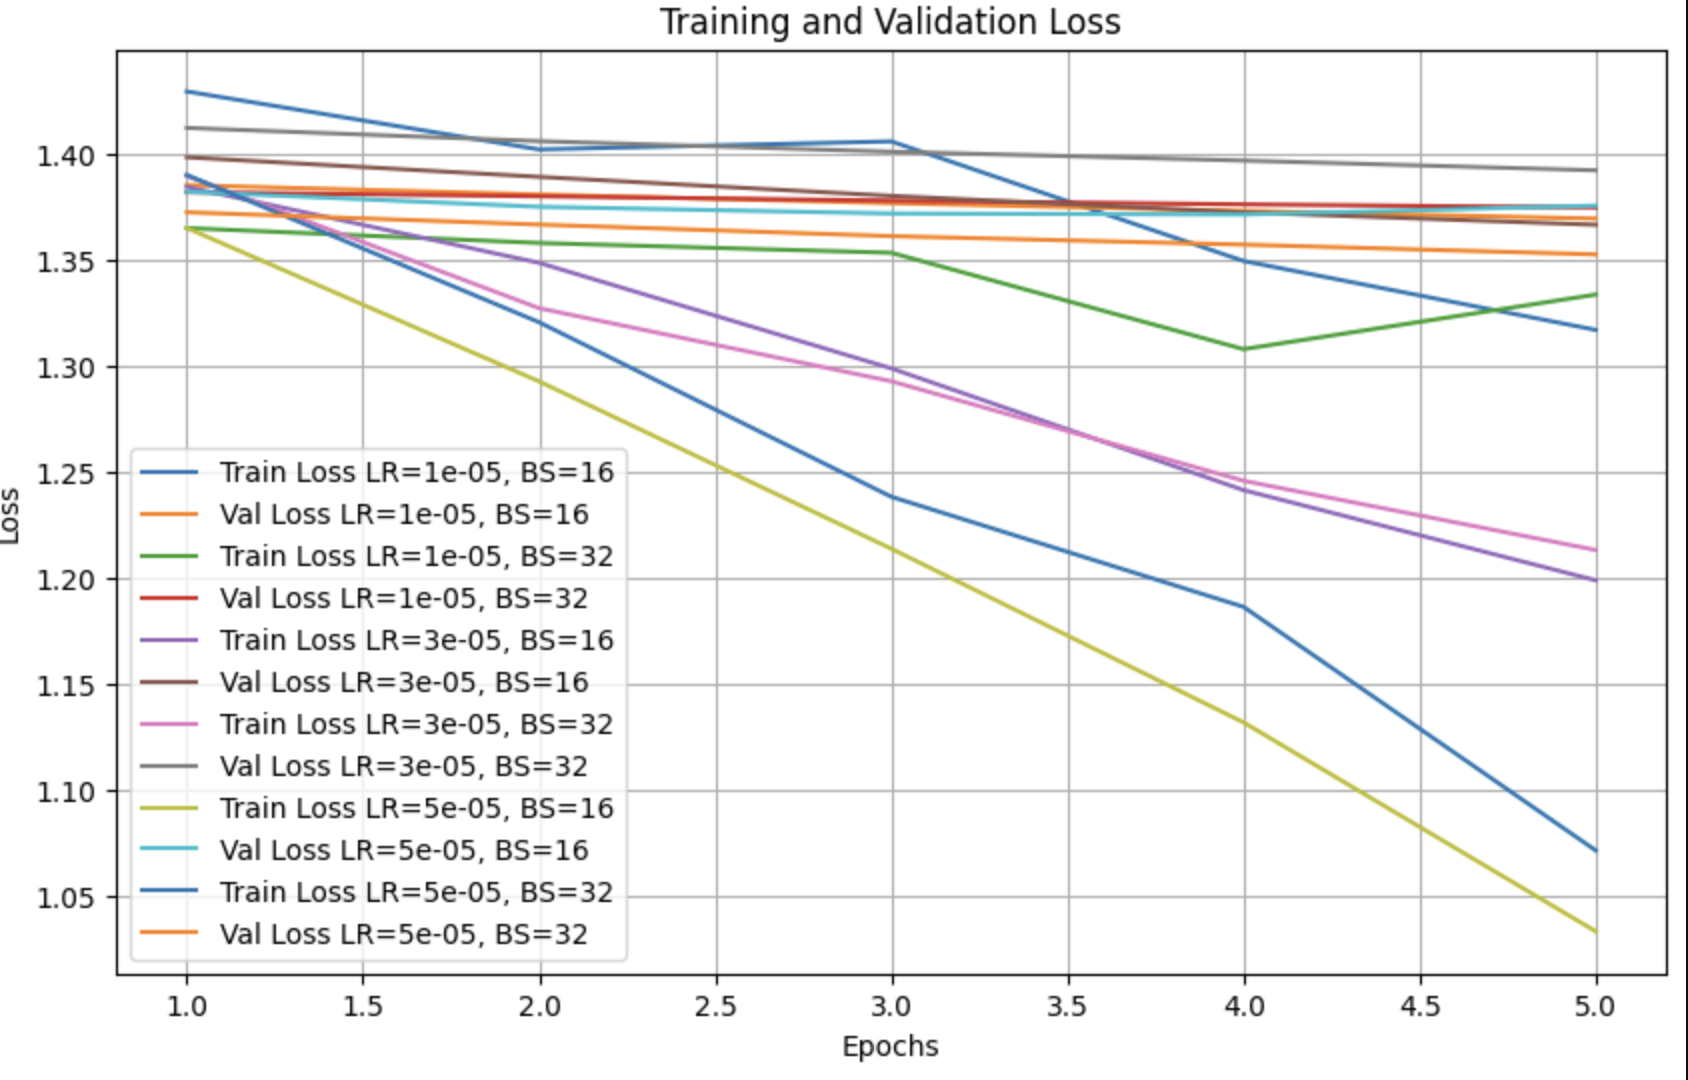 Training and Validation Loss
1.40
1.35
1.30
1.25
1.20
1.15
1.10
1.05
Loss
Train Loss LR=1e-05, BS=16
Val Loss LR=1e-05, BS=16
Train Loss LR=1e-05, BS=32
Val Loss LR=1e-05, BS=32
Train Loss LR=3e-05, BS=16
Val Loss LR=3e-05, BS=16
Train Loss LR=3e-05, BS=32
Val Loss LR=3e-05, BS=32
Train Loss LR=5e-05, BS=16
Val Loss LR=5e-05, BS=16
Train Loss LR=5e-05, BS=32
Val Loss LR=5e-05, BS=32
1.0 1.5 2.0 2.5 3.0 3.5 4.0 4.5 5.0
Epochs